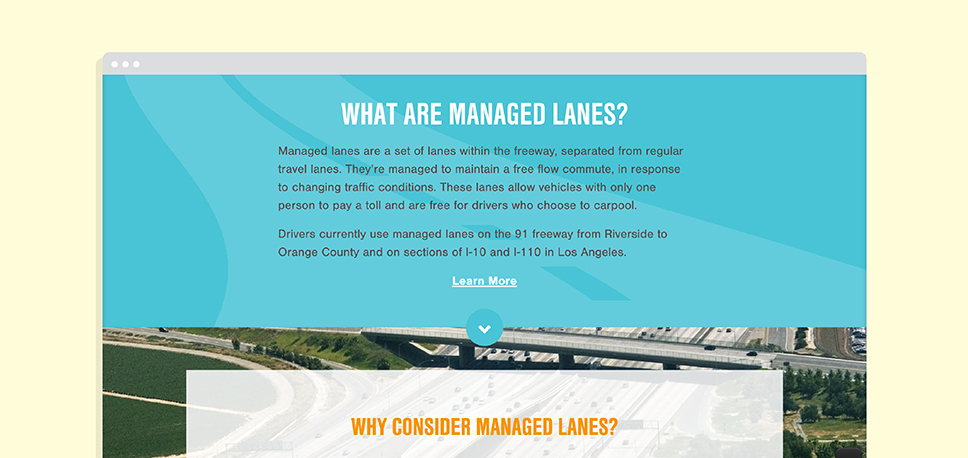 WHAT ARE MANAGED LANES?
Managed lanes are a set of lanes within the freeway, separated from regular
travel lanes. They're managed to maintain a free flow commute, in response
to changing traffic conditions. These lanes allow vehicles with only one
person to pay a toll and are free for drivers who choose to carpool.
Drivers currently use managed lanes on the 91 freeway from Riverside to
Orange County and on sections of I-10 and I-110 in Los Angeles.
Learn More
WHY CONSIDER MANAGED LANES?